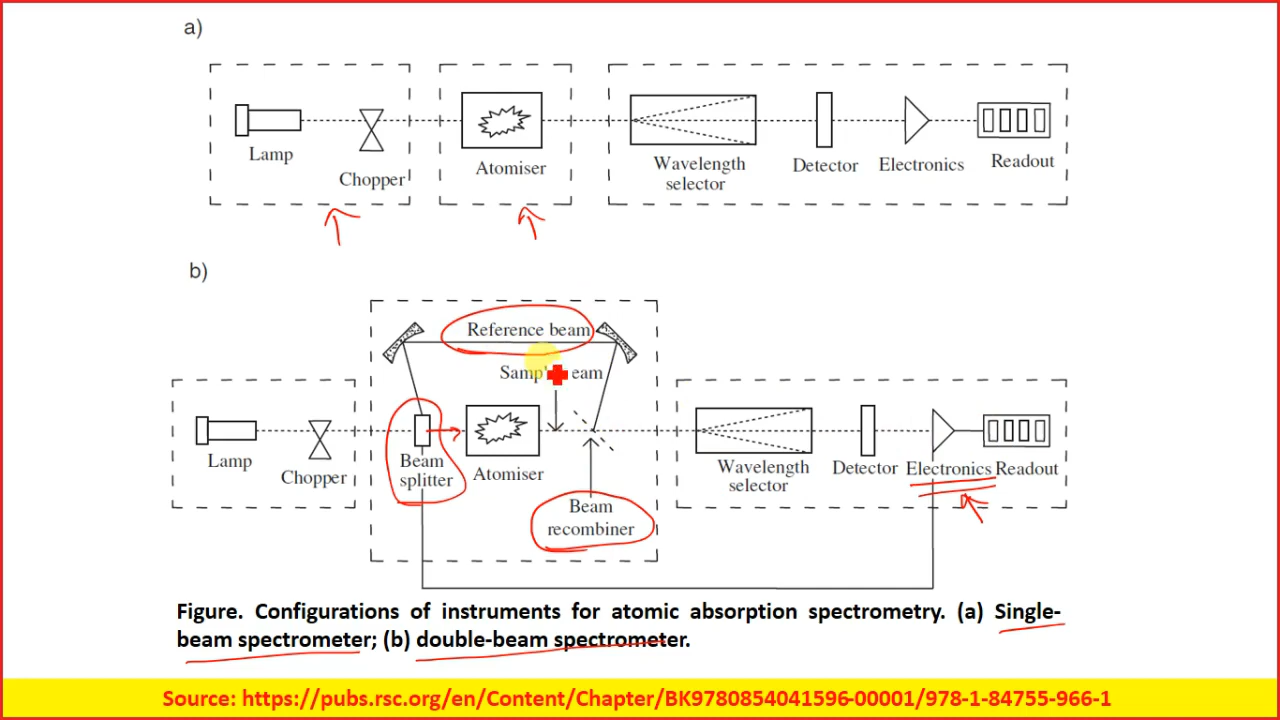 a)
Lamp
Chopper
Atomiser
Wavelength
selector
Detector
Electronics
Readout
b)
Reference beam
Lamp
Chopper
Beam
splitter
Atomiser
Beam
recombiner
Wavelength
selector
Detector
Electronics
Readout
Figure. Configurations of instruments for atomic absorption spectrometry. (a) Single-
beam spectrometer; (b) double-beam spectrometer.
Source: https://pubs.rsc.org/en/Content/Chapter/BK9780854041596-00001/978-1-84755-966-1